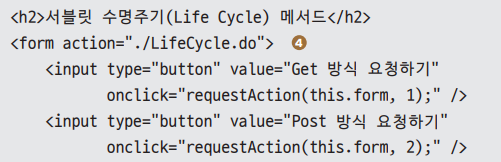 <h2>서블릿 수명주기(Life Cycle) 메서드</h2>
<form action="./LifeCycle.do"> ❹
    <input type="button" value="Get 방식 요청하기"
           onclick="requestAction(this.form, 1);" />
    <input type="button" value="Post 방식 요청하기"
           onclick="requestAction(this.form, 2);" />